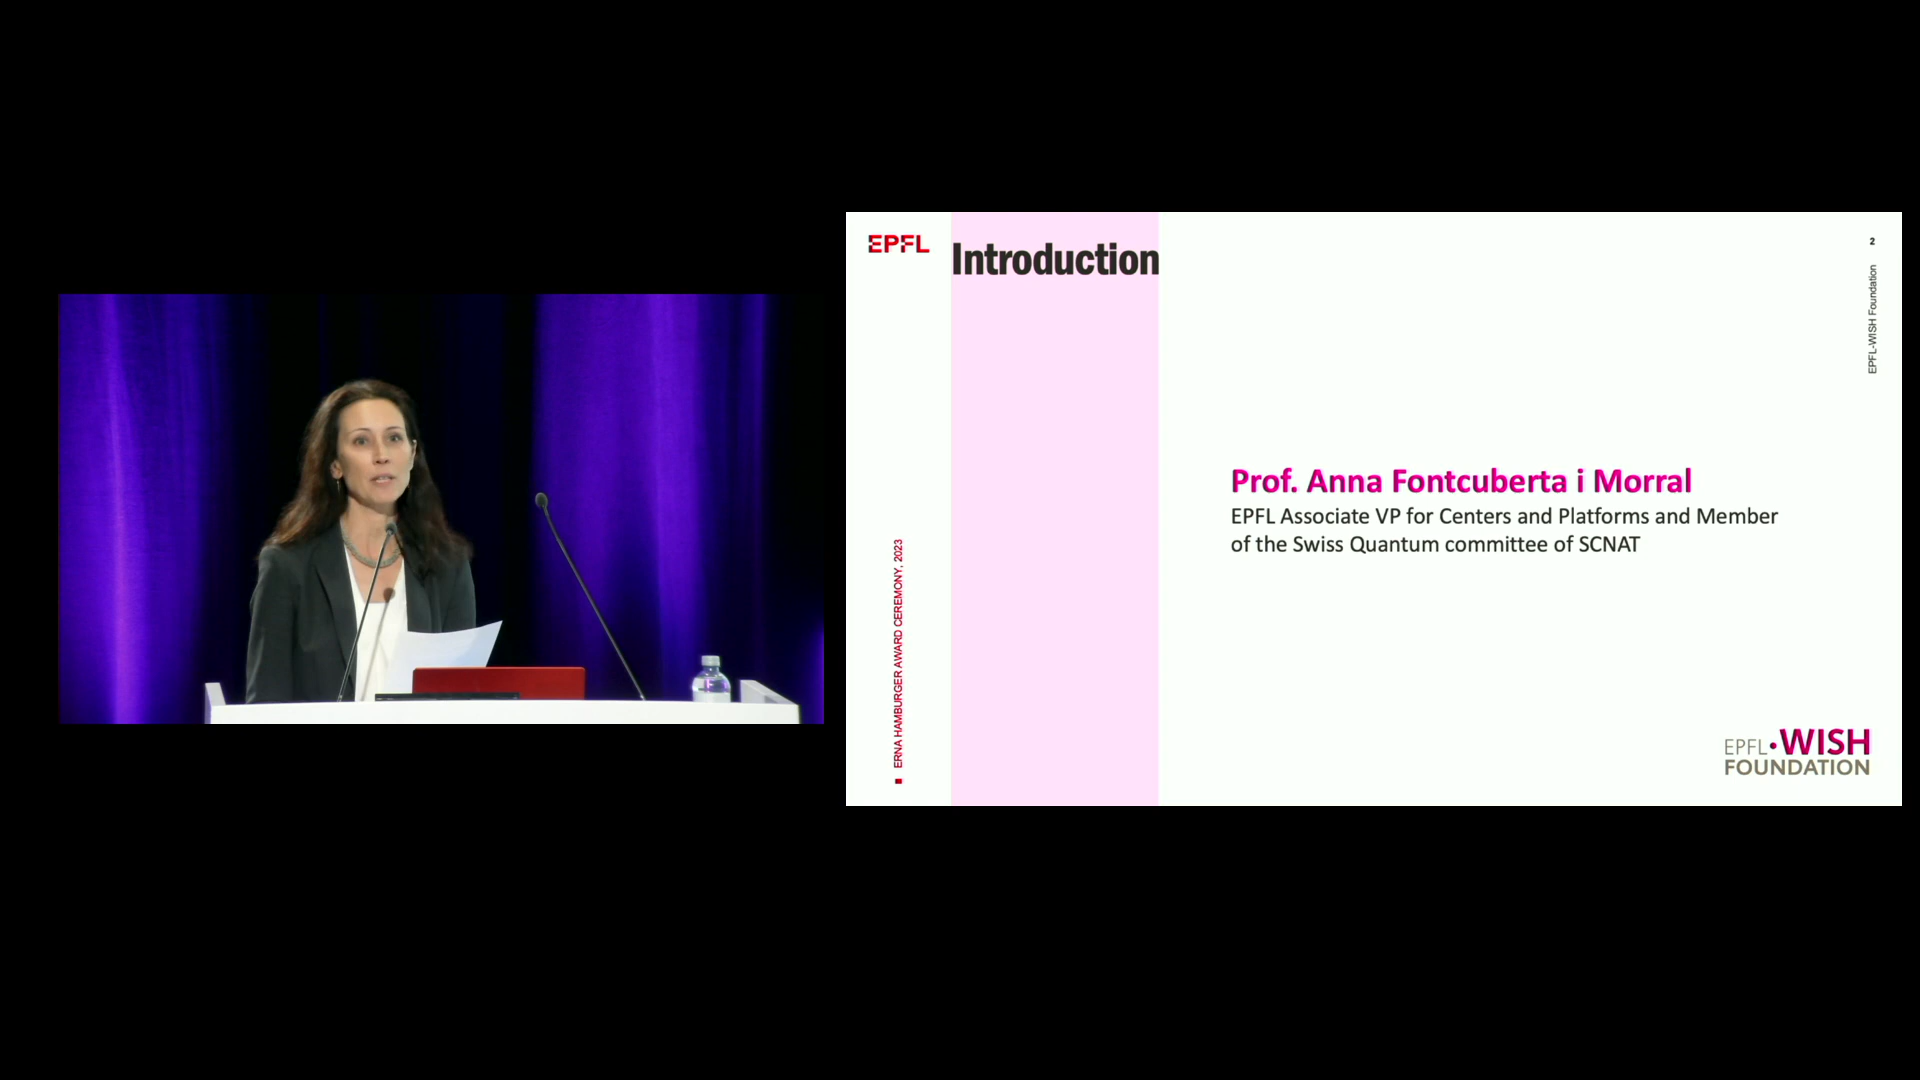 EPFL
Introduction
2
EPFL-WISH Foundation
Prof. Anna Fontcuberta i Morral
EPFL Associate VP for Centers and Platforms and Member
of the Swiss Quantum committee of SCNAT
ERNA HAMBURGER AWARD CEREMONY, 2023
EPFL•WISH
FOUNDATION